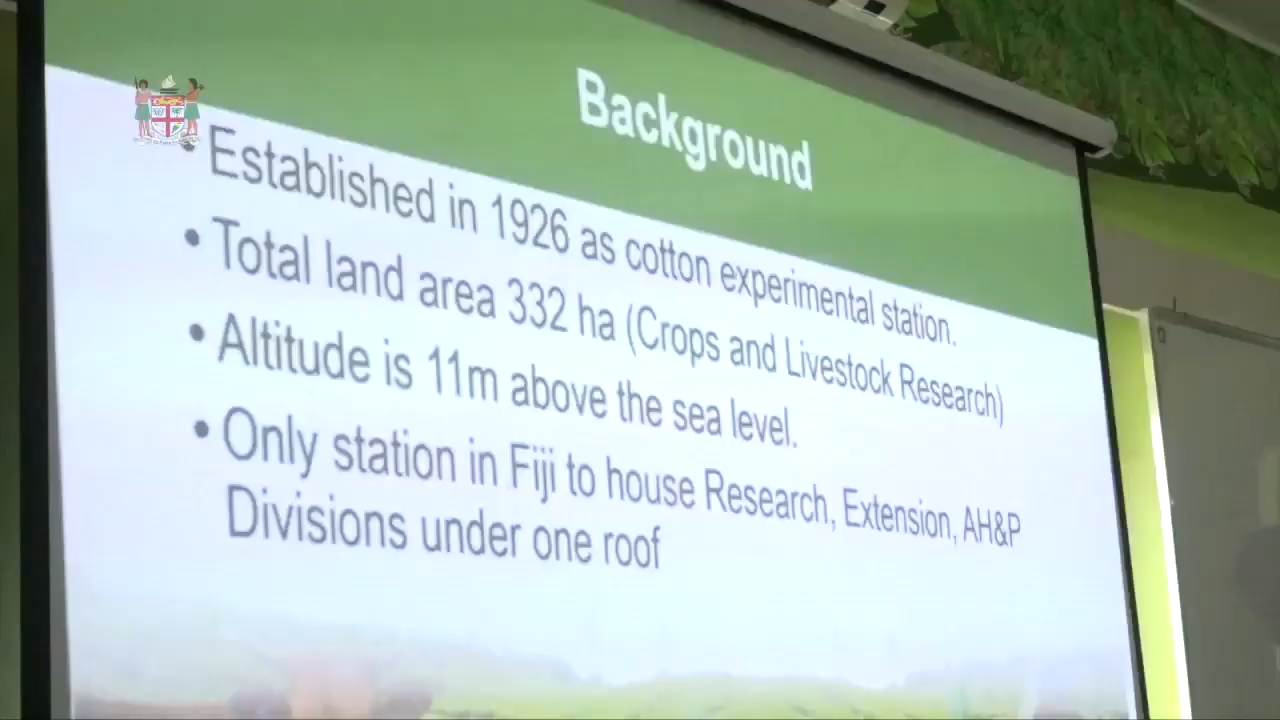 Background
• Established in 1926 as cotton experimental station.
• Total land area 332 ha (Crops and Livestock Research)
• Altitude is 11m above the sea level.
• Only station in Fiji to house Research, Extension, AH&P
Divisions under one roof